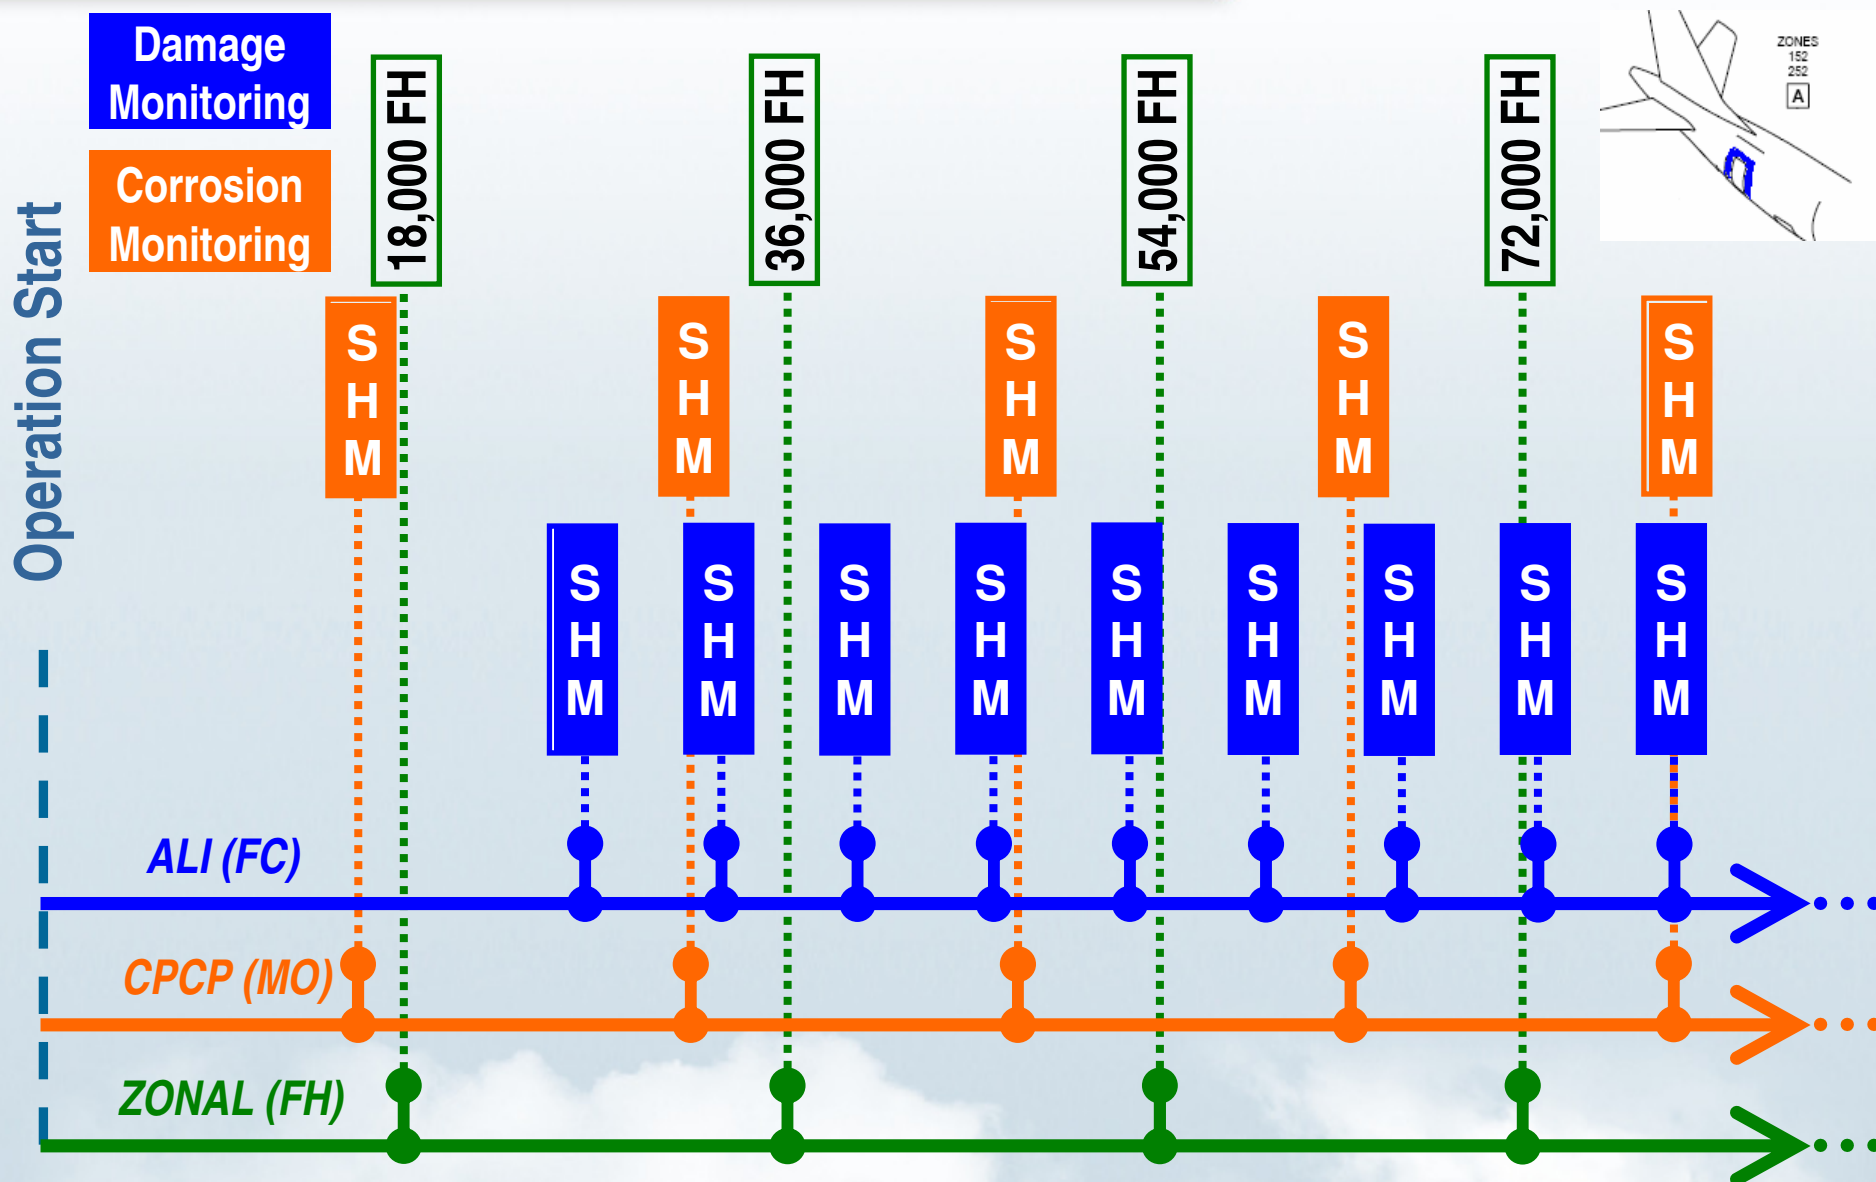 Damage
Monitoring
Corrosion
Monitoring
Operation Start
18,000 FH
36,000 FH
54,000 FH
72,000 FH
ZONES
152
252
A
S
H
M
S
H
M
S
H
M
S
H
M
S
H
M
S
H
M
S
H
M
S
H
M
S
H
M
S
H
M
S
H
M
S
H
M
S
H
M
S
H
M
ALI (FC)
CPCP (MO)
ZONAL (FH)